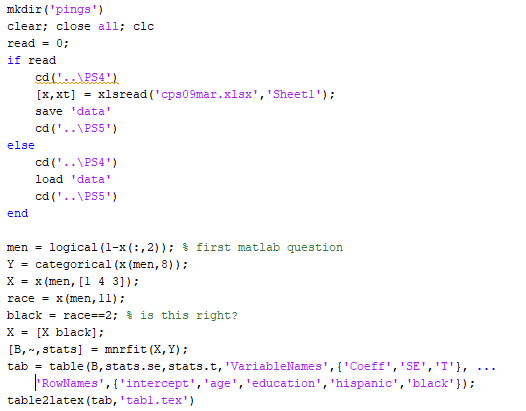 mkdir('pings')
clear; close all; clc
read = 0;
if read
cd('..\PS4')
[x,xt] = xlsread('cps09mar.xlsx','Sheet1');
save 'data'
cd('..\PS5')
else
cd('..\PS4')
load 'data'
cd('..\PS5')
end
men = logical(1-x(:,2)); % first matlab question
Y = categorical(x(men,8));
X = x(men,[1 4 3]);
race = x(men,11);
black = race==2; % is this right?
X = [X black];
[B,~,stats] = mnrfit(X,Y);
tab = table(B,stats.se,stats.t,'VariableNames',{'Coeff','SE','T'}, ...
'RowNames',{'intercept','age','education','hispanic','black'});
table2latex(tab,'tab1.tex')